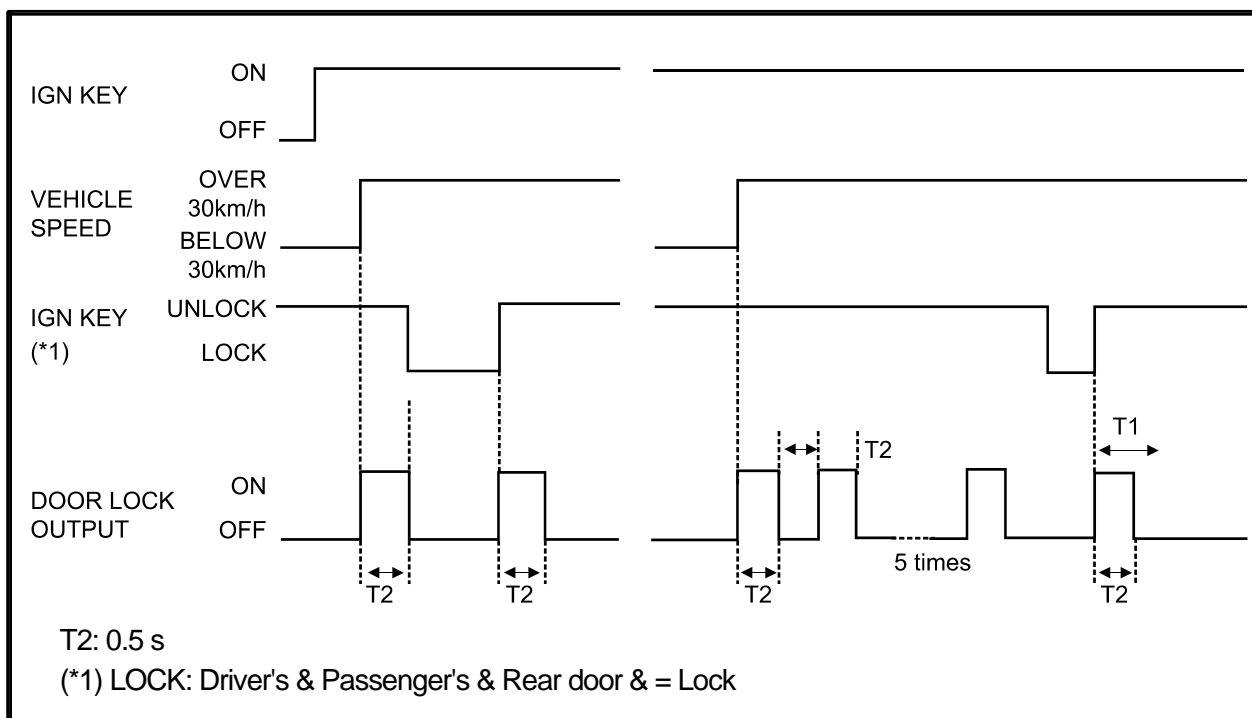 ON
IGN KEY
OFF
OVER
30km/h
VEHICLE
SPEED
BELOW
30km/h
UNLOCK
IGN KEY
(*1)
LOCK
T1
T2
ON
DOOR LOCK
OUTPUT
OFF
5 times
T2
T2
T2
T2
T2: 0.5 s
(*1) LOCK: Driver's & Passenger's & Rear door & = Lock